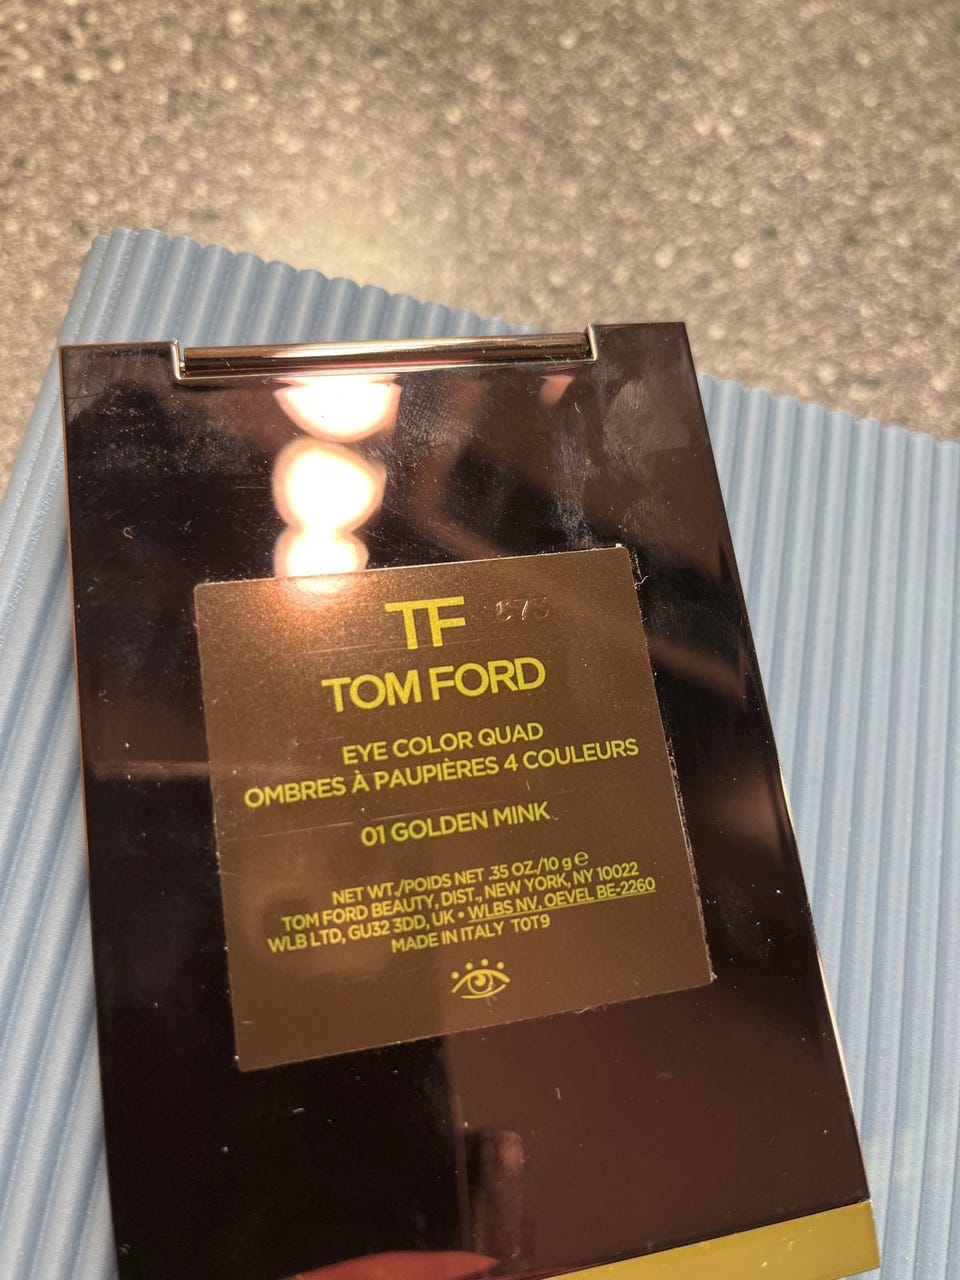 TF
TOM FORD
EYE COLOR QUAD
OMBRES À PAUPIÈRES 4 COULEURS
01 GOLDEN MINK
NET WT./POIDS NET .35 OZ./10 g ℮
TOM FORD BEAUTY, DIST., NEW YORK, NY 10022
WLB LTD, GU32 3DD, UK • WLBS NV, OEVEL BE-2260
MADE IN ITALY T0T9